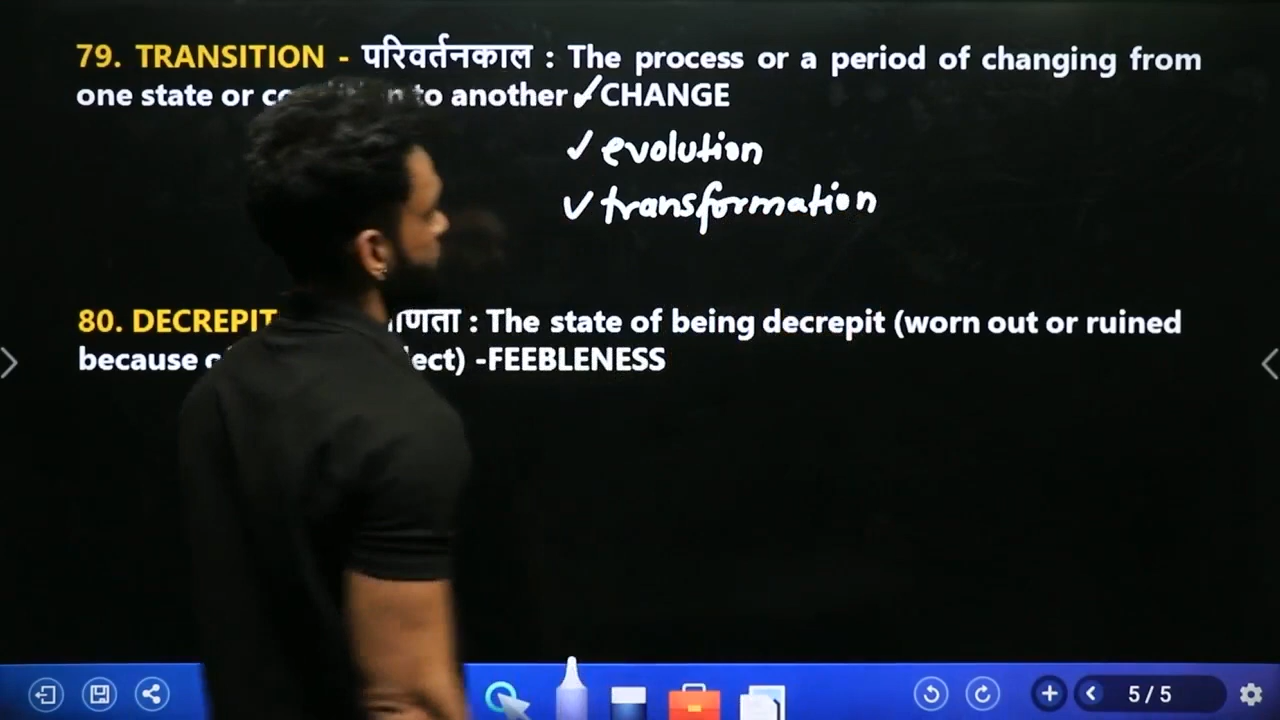 79. TRANSITION - परिवर्तनकाल : The process or a period of changing from
one state or to another ✓CHANGE
✓ evolution
✓ transformation
80. DECREPIT : The state of being decrepit (worn out or ruined
because -FEEBLENESS
5 / 5